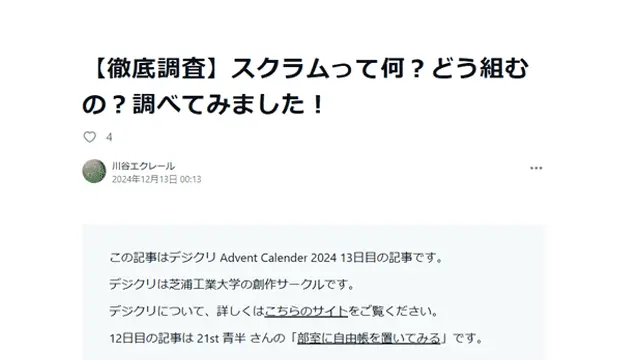 【徹底調査】スクラムって何？どう組む
の？調べてみました！
4
川谷エクレール
2024年12月13日 00:13
この記事はデジクリ Advent Calender 2024 13日目の記事です。
デジクリは芝浦工業大学の創作サークルです。
デジクリについて、詳しくはこちらのサイトをご覧ください。
12日目の記事は 21st 青半 さんの「部室に自由帳を置いてみる」です。